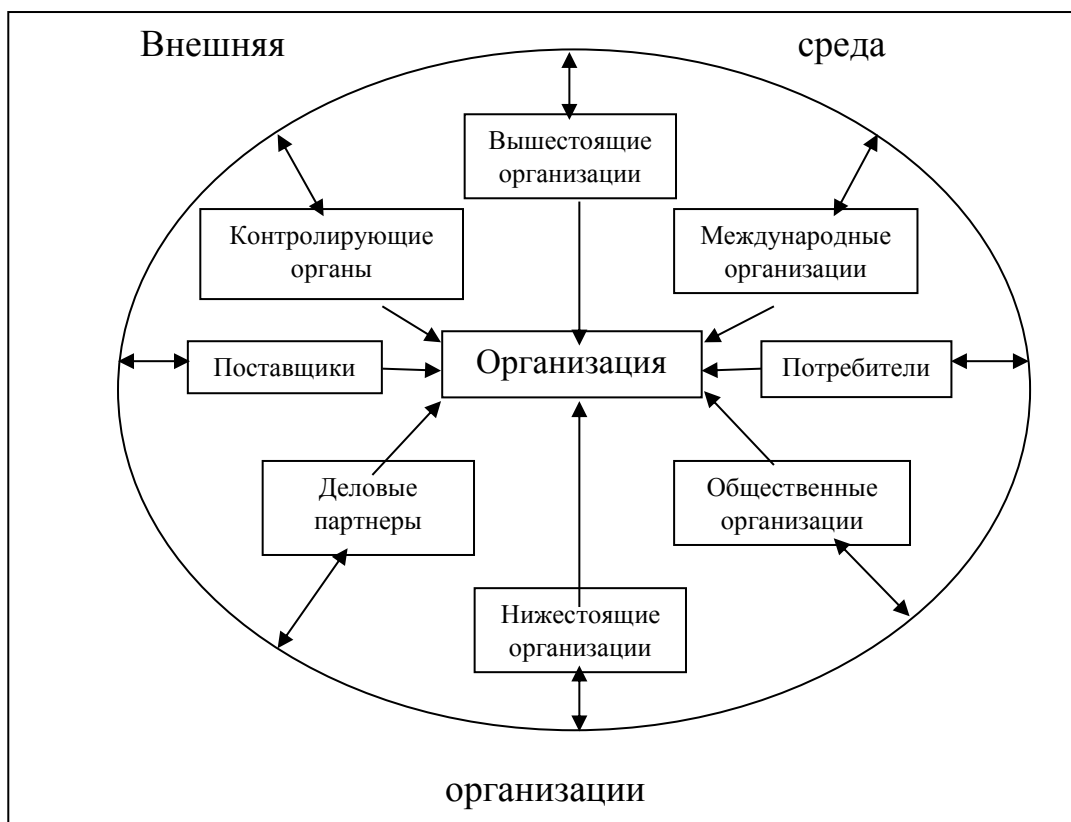 Внешняя среда
Вышестоящие
организации
Контролирующие
органы
Международные
организации
Поставщики
Организация
Потребители
Деловые
партнеры
Общественные
организации
Нижестоящие
организации
организации